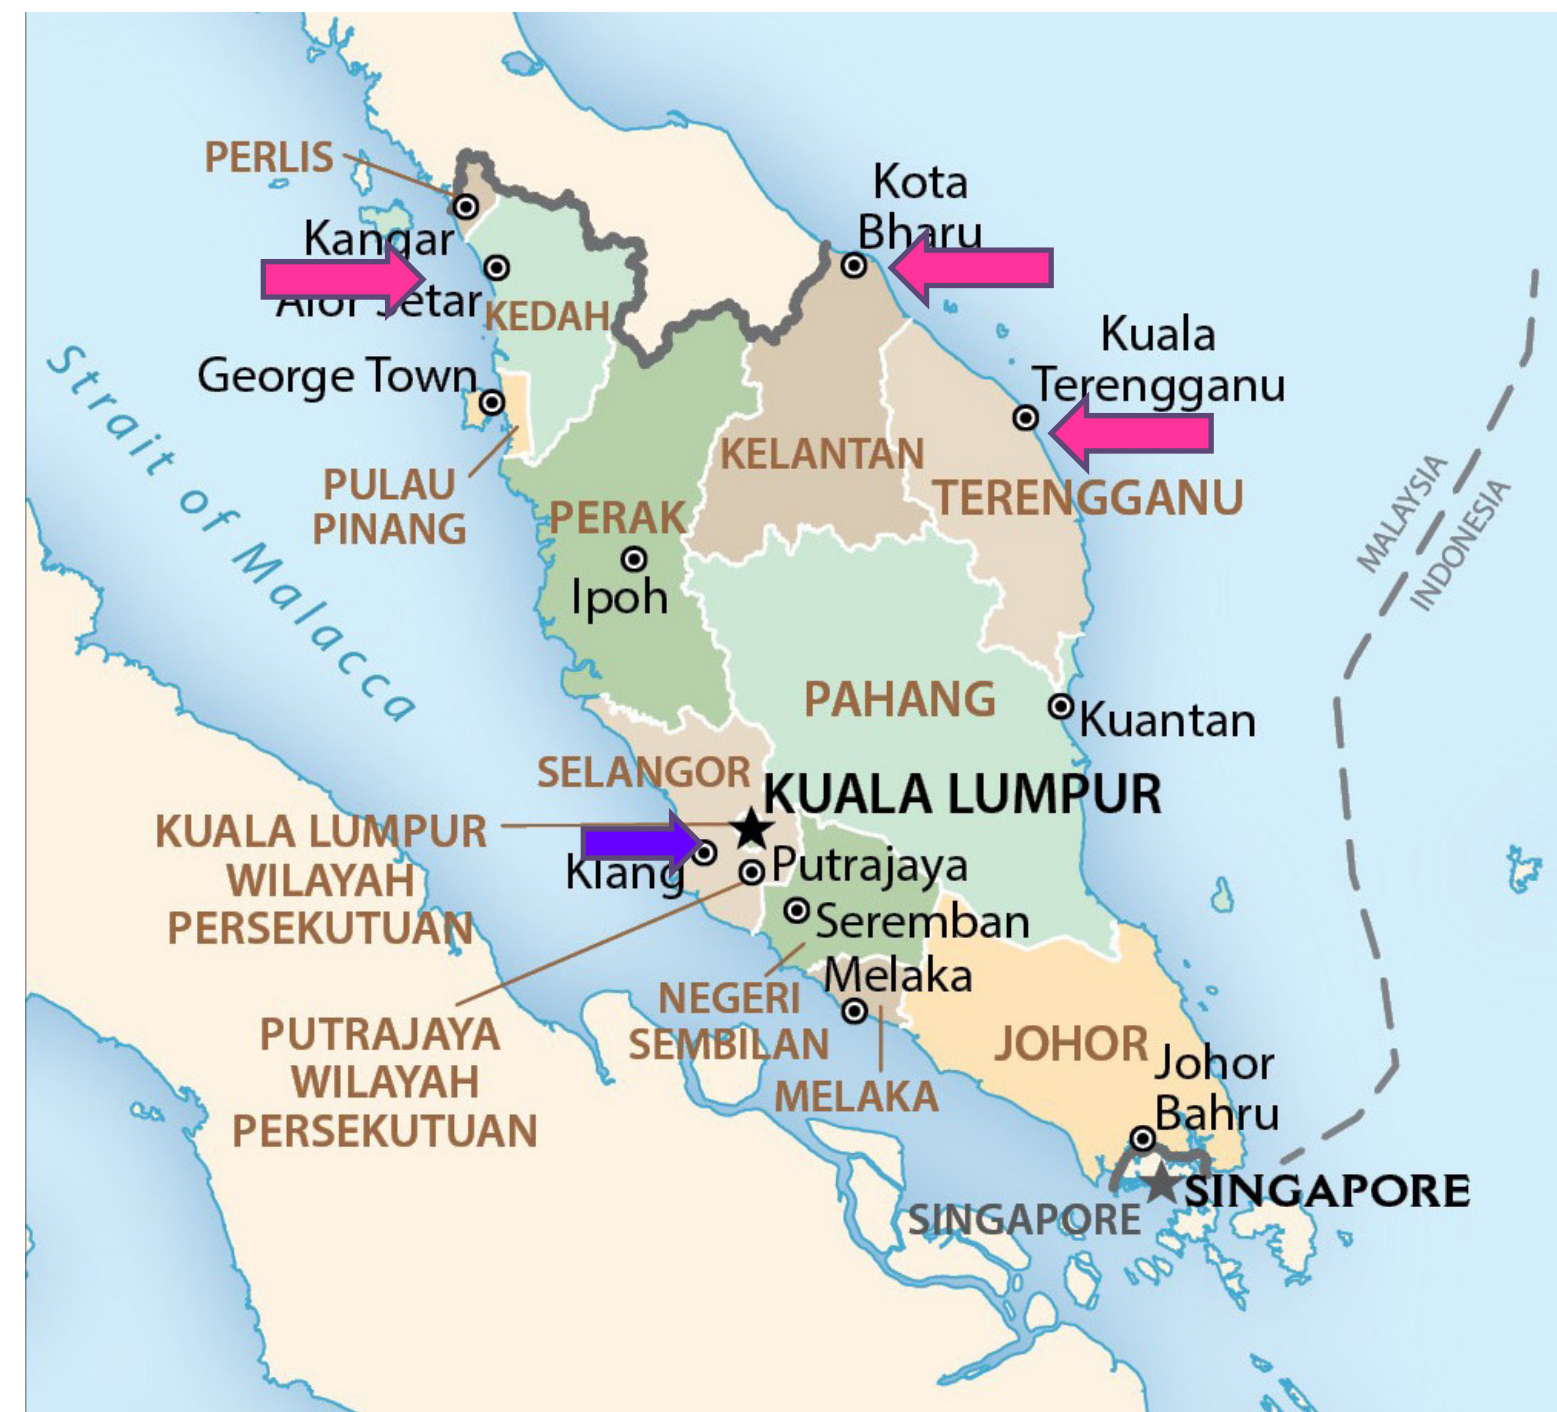 PERLIS
Kangar
Alor Setar
KEDAH
George Town
PULAU
PINANG
Kota
Bharu
Kuala
Terengganu
KELANTAN
TERENGGANU
PERAK
Ipoh
Strait of Malacca
MALAYSIA
INDONESIA
PAHANG
Kuantan
SELANGOR
KUALA LUMPUR
KUALA LUMPUR
WILAYAH
PERSEKUTUAN
Klang
Putrajaya
Seremban
Melaka
NEGERI
SEMBILAN
MELAKA
PUTRAJAYA
WILAYAH
PERSEKUTUAN
JOHOR
Johor
Bahru
SINGAPORE
SINGAPORE